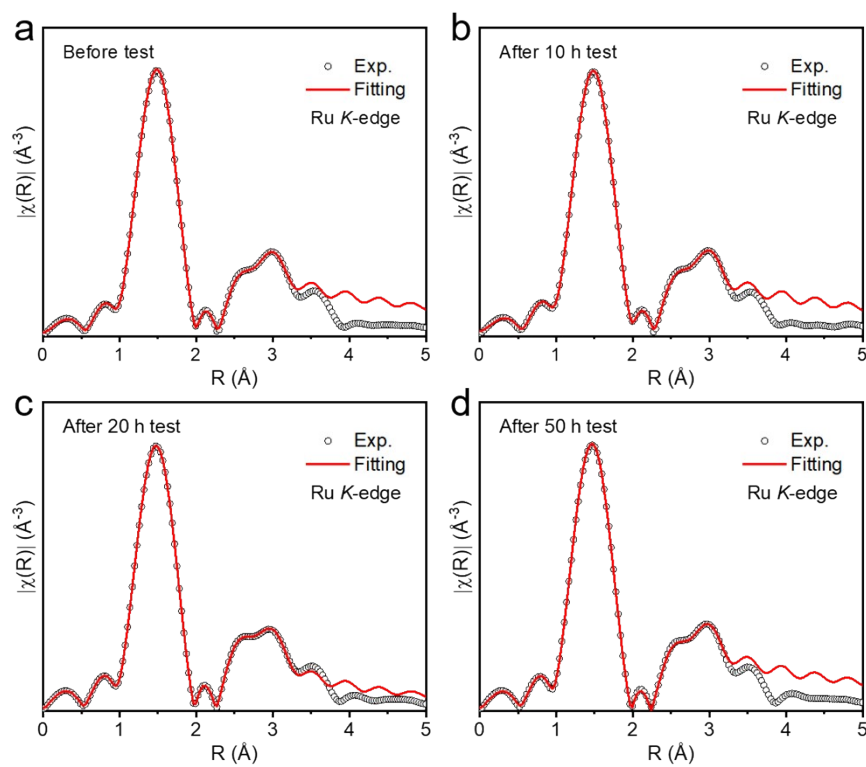 a
Before test
Exp.
Fitting
Ru K-edge
|χ(R)| (Å⁻³)
0 1 2 3 4 5
R (Å)
b
After 10 h test
Exp.
Fitting
Ru K-edge
|χ(R)| (Å⁻³)
0 1 2 3 4 5
R (Å)
c
After 20 h test
Exp.
Fitting
Ru K-edge
|χ(R)| (Å⁻³)
0 1 2 3 4 5
R (Å)
d
After 50 h test
Exp.
Fitting
Ru K-edge
|χ(R)| (Å⁻³)
0 1 2 3 4 5
R (Å)